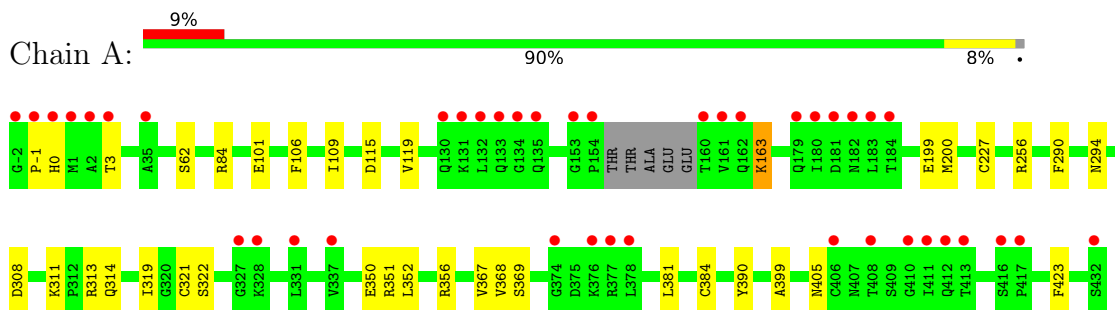 9%
Chain A:
90% 8% •
G-2 P-1 H0 M1 A2 T3 A35 S62 R84 E101 F106 I109 D115 V119 Q130 K131 L132 Q133 G134 Q135 G153 P154 THR THR ALA GLU GLU T160 V161 Q162 K163 Q179 I180 D181 N182 L183 T184 E199 M200 C227 R256 F290 N294
D308 K311 P312 R313 Q314 I319 G320 C321 S322 G327 K328 L331 V337 E350 R351 L352 R356 V367 V368 S369 G374 D375 K376 R377 L378 L381 C384 Y390 A399 N405 C406 N407 T408 S409 G410 I411 Q412 T413 S416 P417 F423 S432